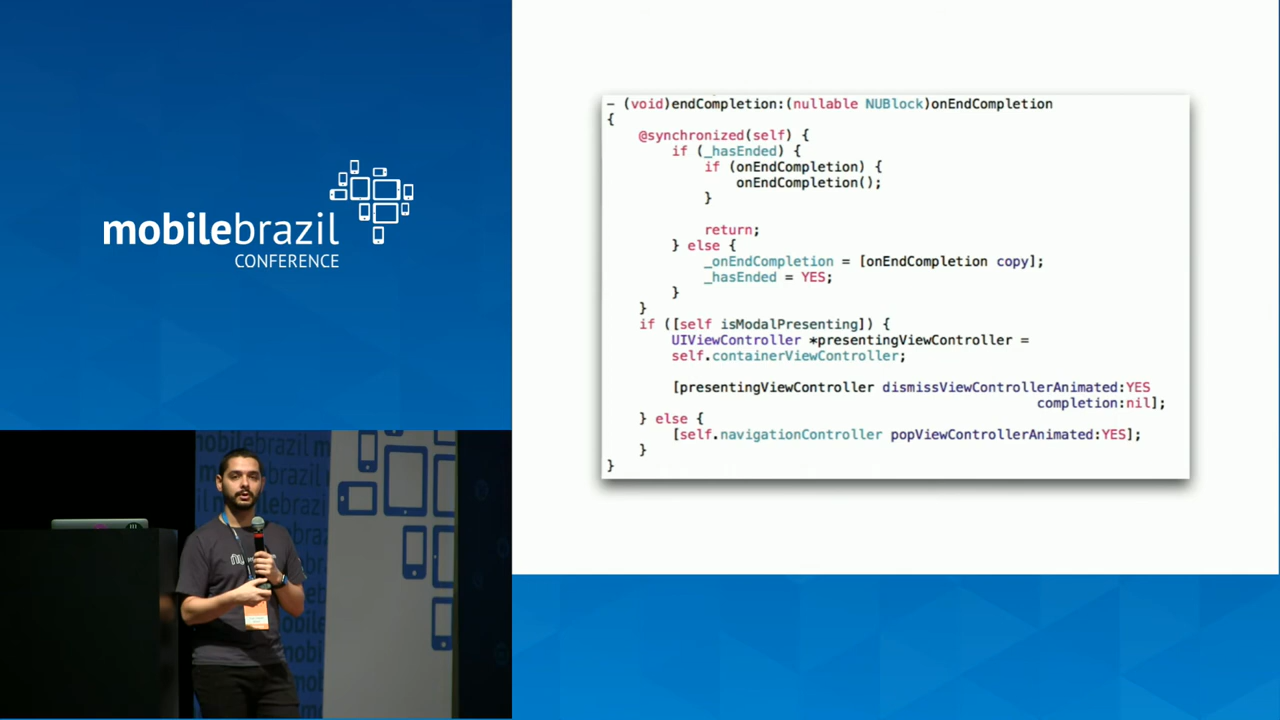 mobilebrazil
CONFERENCE
- (void)endCompletion:(nullable NUBlock)onEndCompletion
{
    @synchronized(self) {
        if (_hasEnded) {
            if (onEndCompletion) {
                onEndCompletion();
            }

            return;
        } else {
            _onEndCompletion = [onEndCompletion copy];
            _hasEnded = YES;
        }
    }
    if ([self isModalPresenting]) {
        UIViewController *presentingViewController =
        self.containerViewController;

        [presentingViewController dismissViewControllerAnimated:YES
                                                     completion:nil];
    } else {
        [self.navigationController popViewControllerAnimated:YES];
    }
}